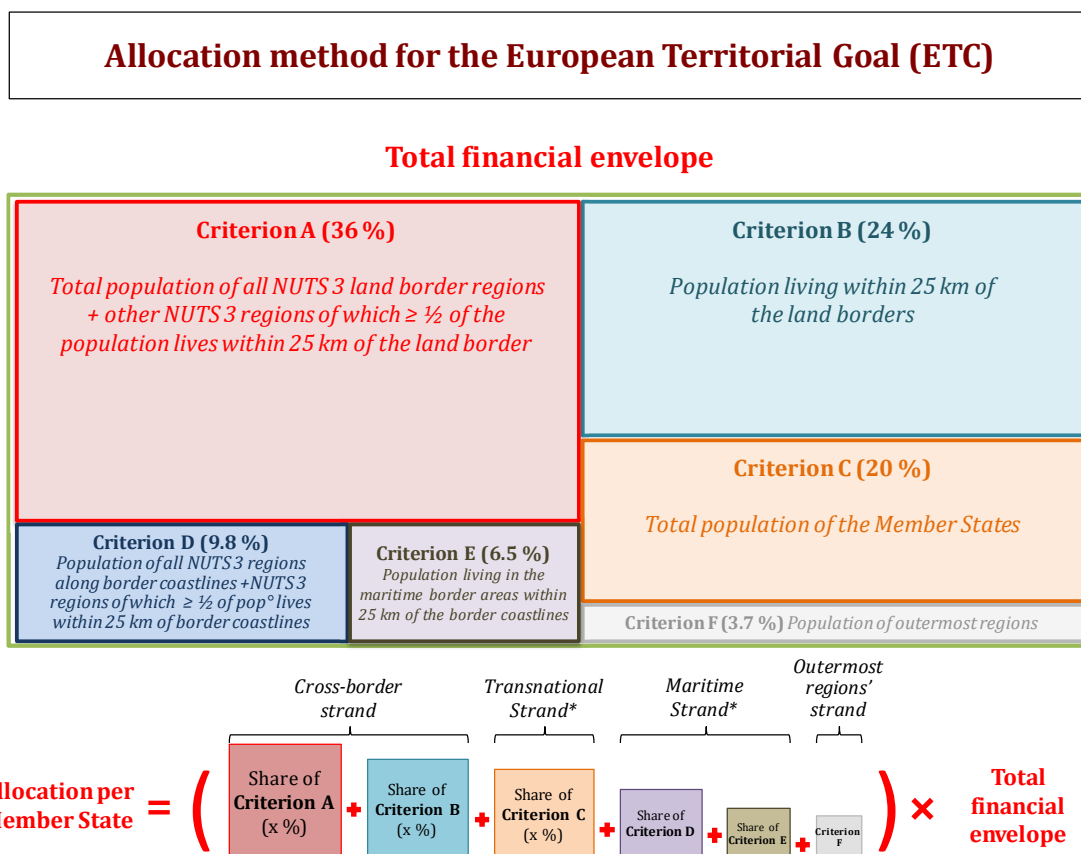 Allocation method for the European Territorial Goal (ETC)
Total financial envelope
Criterion A (36 %)
Total population of all NUTS 3 land border regions
+ other NUTS 3 regions of which ≥ ½ of the
population lives within 25 km of the land border
Criterion B (24 %)
Population living within 25 km of
the land borders
Criterion C (20 %)
Total population of the Member States
Criterion D (9.8 %)
Population of all NUTS 3 regions
along border coastlines +NUTS 3
regions of which ≥ ½ of pop° lives
within 25 km of border coastlines
Criterion E (6.5 %)
Population living in the
maritime border areas within
25 km of the border coastlines
Criterion F (3.7 %) Population of outermost regions
Cross-border
strand
Transnational
Strand*
Maritime
Strand*
Outermost
regions'
strand
llocation per
Member State
=
(
Share of
Criterion A
(x %)
+
Share of
Criterion B
(x %)
+
Share of
Criterion C
(x %)
+
Share of
Criterion D
+
Share of
Criterion E
+
Criterion
F
)
×
Total
financial
envelope